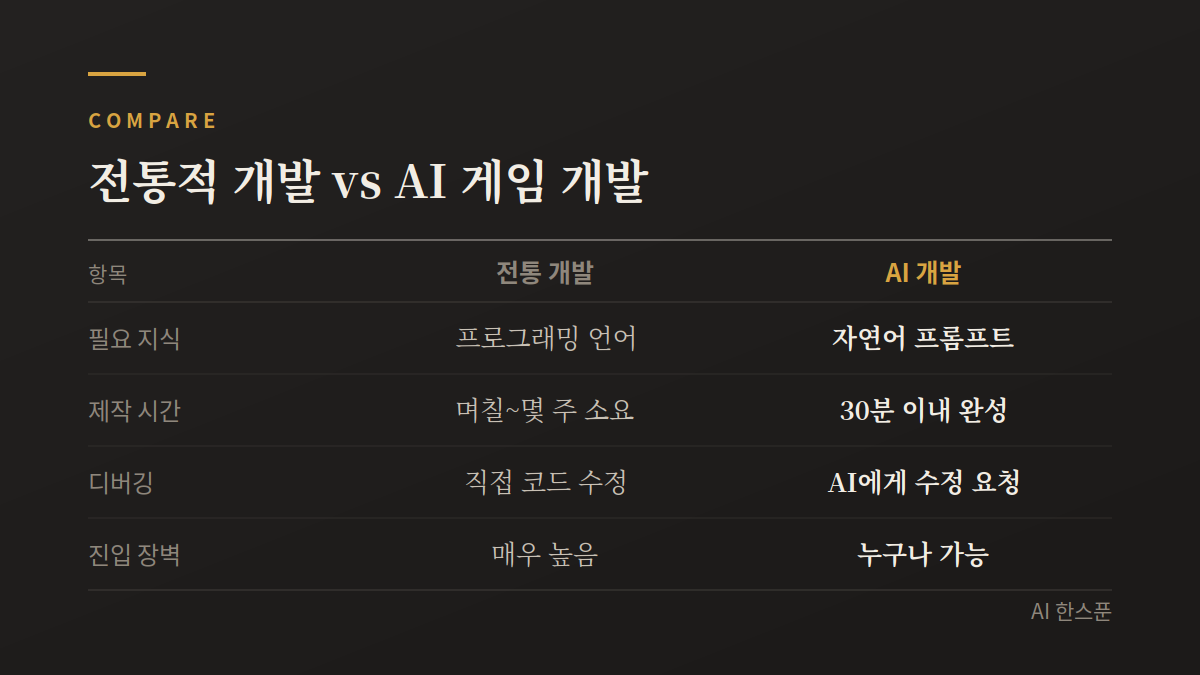 COMPARE
전통적 개발 vs AI 게임 개발
항목 전통 개발 AI 개발
필요 지식 프로그래밍 언어 자연어 프롬프트
제작 시간 며칠~몇 주 소요 30분 이내 완성
디버깅 직접 코드 수정 AI에게 수정 요청
진입 장벽 매우 높음 누구나 가능
AI 한스푼